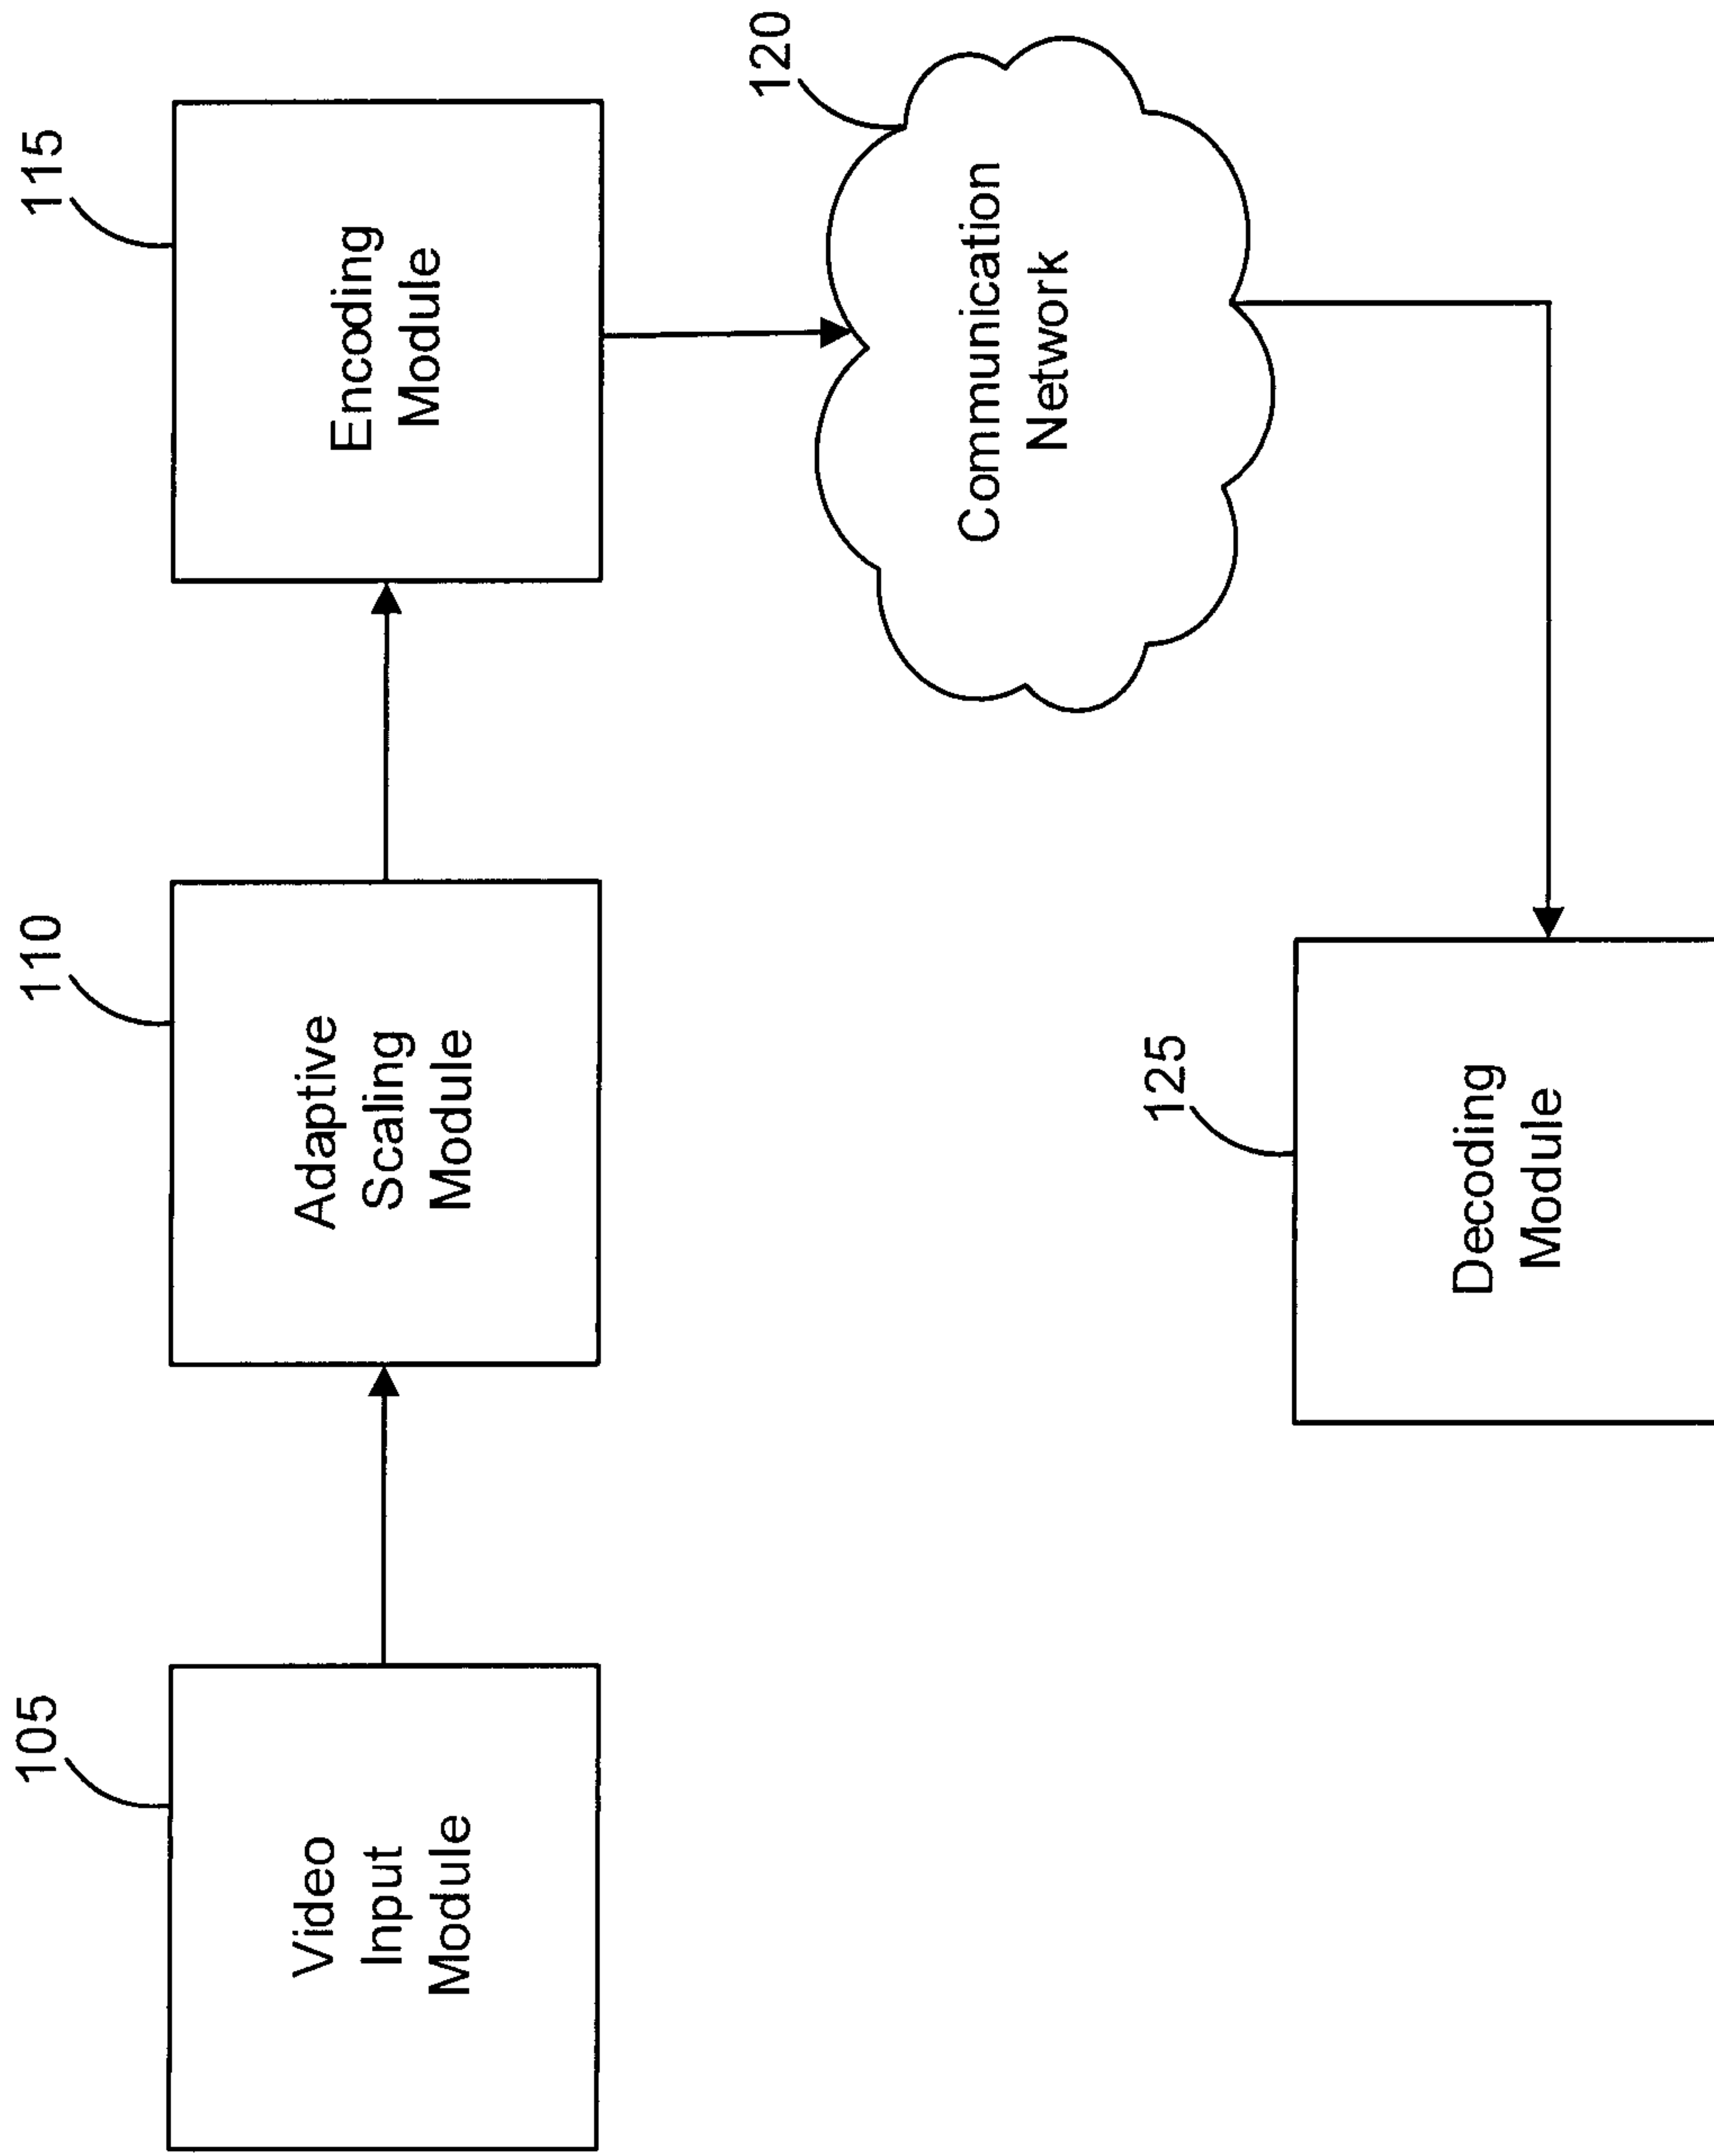 105
Video
Input
Module
110
Adaptive
Scaling
Module
115
Encoding
Module
120
Communication
Network
125
Decoding
Module